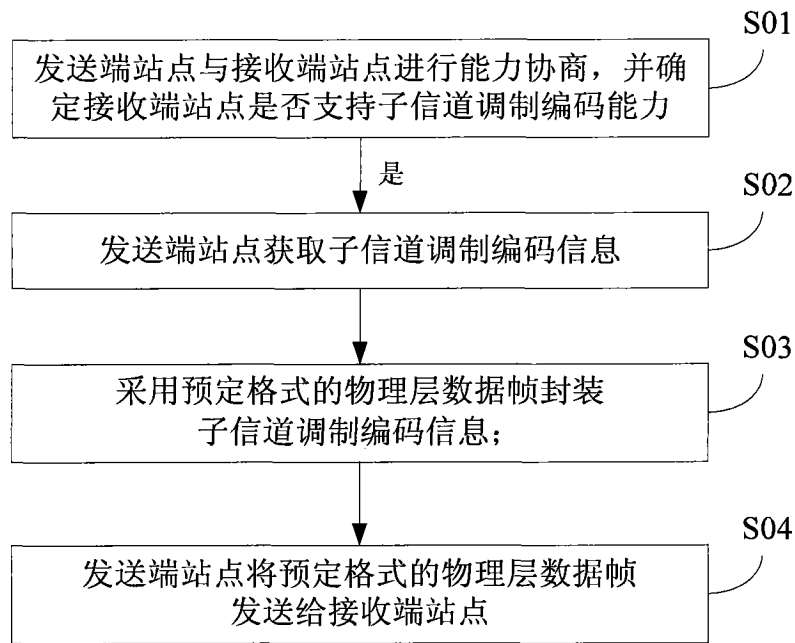 S01
发送端站点与接收端站点进行能力协商，并确
定接收端站点是否支持子信道调制编码能力
是
S02
发送端站点获取子信道调制编码信息
S03
采用预定格式的物理层数据帧封装
子信道调制编码信息；
S04
发送端站点将预定格式的物理层数据帧
发送给接收端站点